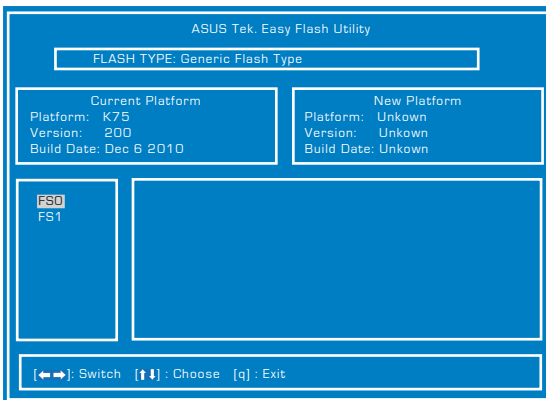 ASUS Tek. Easy Flash Utility
FLASH TYPE: Generic Flash Type
Current Platform
Platform: K75
Version: 200
Build Date: Dec 6 2010
New Platform
Platform: Unkown
Version: Unkown
Build Date: Unkown
FS0
FS1
[←→]: Switch [↑↓] : Choose [q] : Exit